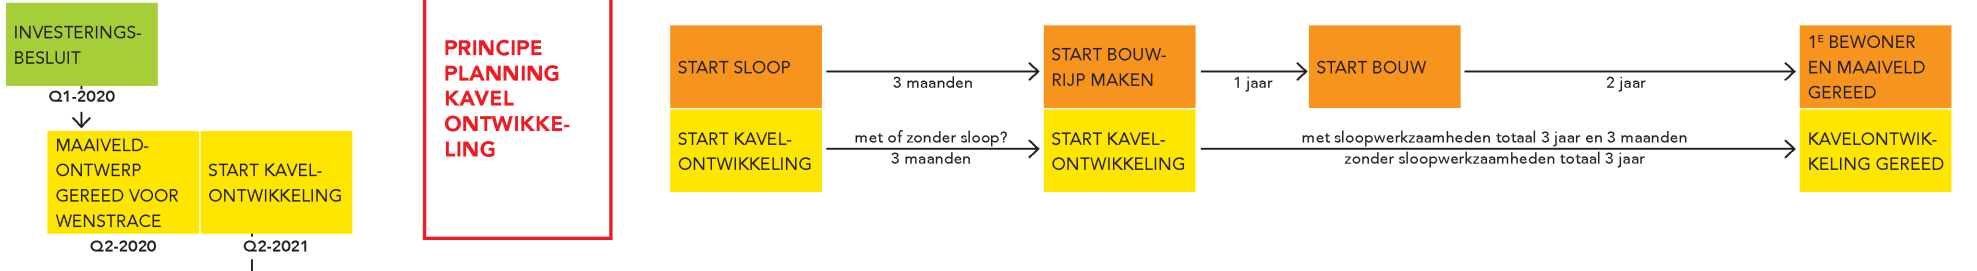 INVESTERINGS-
BESLUIT
Q1-2020
MAAIVELD-
ONTWERP
GEREED VOOR
WENSTRACE
Q2-2020
START KAVEL-
ONTWIKKELING
Q2-2021
PRINCIPE
PLANNING
KAVEL
ONTWIKKE-
LING
START SLOOP
3 maanden
START BOUW-
RIJP MAKEN
1 jaar
START BOUW
2 jaar
1E BEWONER
EN MAAIVELD
GEREED
START KAVEL-
ONTWIKKELING
met of zonder sloop?
3 maanden
START KAVEL-
ONTWIKKELING
met sloopwerkzaamheden totaal 3 jaar en 3 maanden
zonder sloopwerkzaamheden totaal 3 jaar
KAVELONTWIK-
KELING GEREED